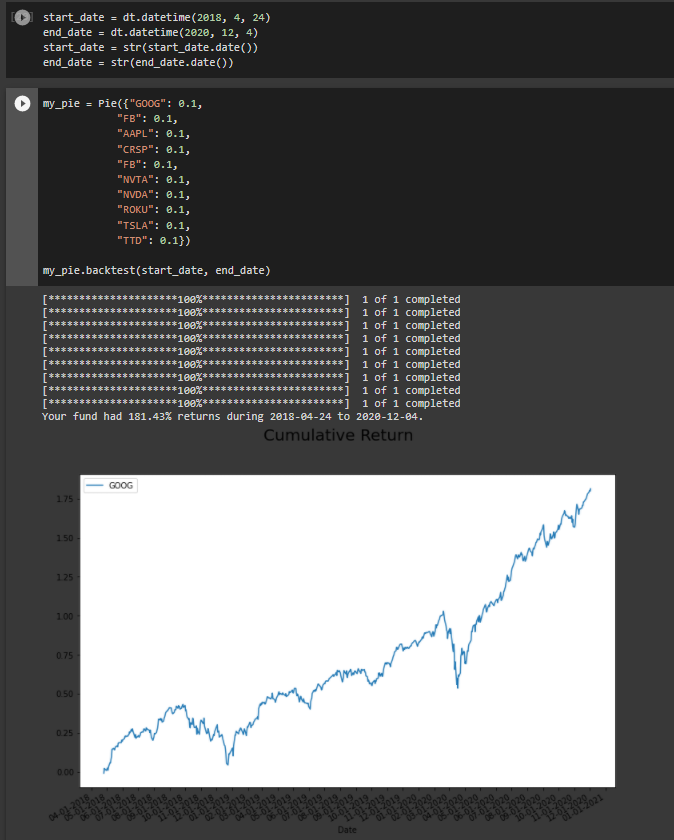 start_date = dt.datetime(2018, 4, 24)
end_date = dt.datetime(2020, 12, 4)
start_date = str(start_date.date())
end_date = str(end_date.date())
my_pie = Pie({"GOOG": 0.1,
"FB": 0.1,
"AAPL": 0.1,
"CRSP": 0.1,
"FB": 0.1,
"NVTA": 0.1,
"NVDA": 0.1,
"ROKU": 0.1,
"TSLA": 0.1,
"TTD": 0.1})
my_pie.backtest(start_date, end_date)
[*********************100%***********************]  1 of 1 completed
[*********************100%***********************]  1 of 1 completed
[*********************100%***********************]  1 of 1 completed
[*********************100%***********************]  1 of 1 completed
[*********************100%***********************]  1 of 1 completed
[*********************100%***********************]  1 of 1 completed
[*********************100%***********************]  1 of 1 completed
[*********************100%***********************]  1 of 1 completed
[*********************100%***********************]  1 of 1 completed
Your fund had 181.43% returns during 2018-04-24 to 2020-12-04.
Cumulative Return
GOOG
1.75
1.50
1.25
1.00
0.75
0.50
0.25
0.00
Date